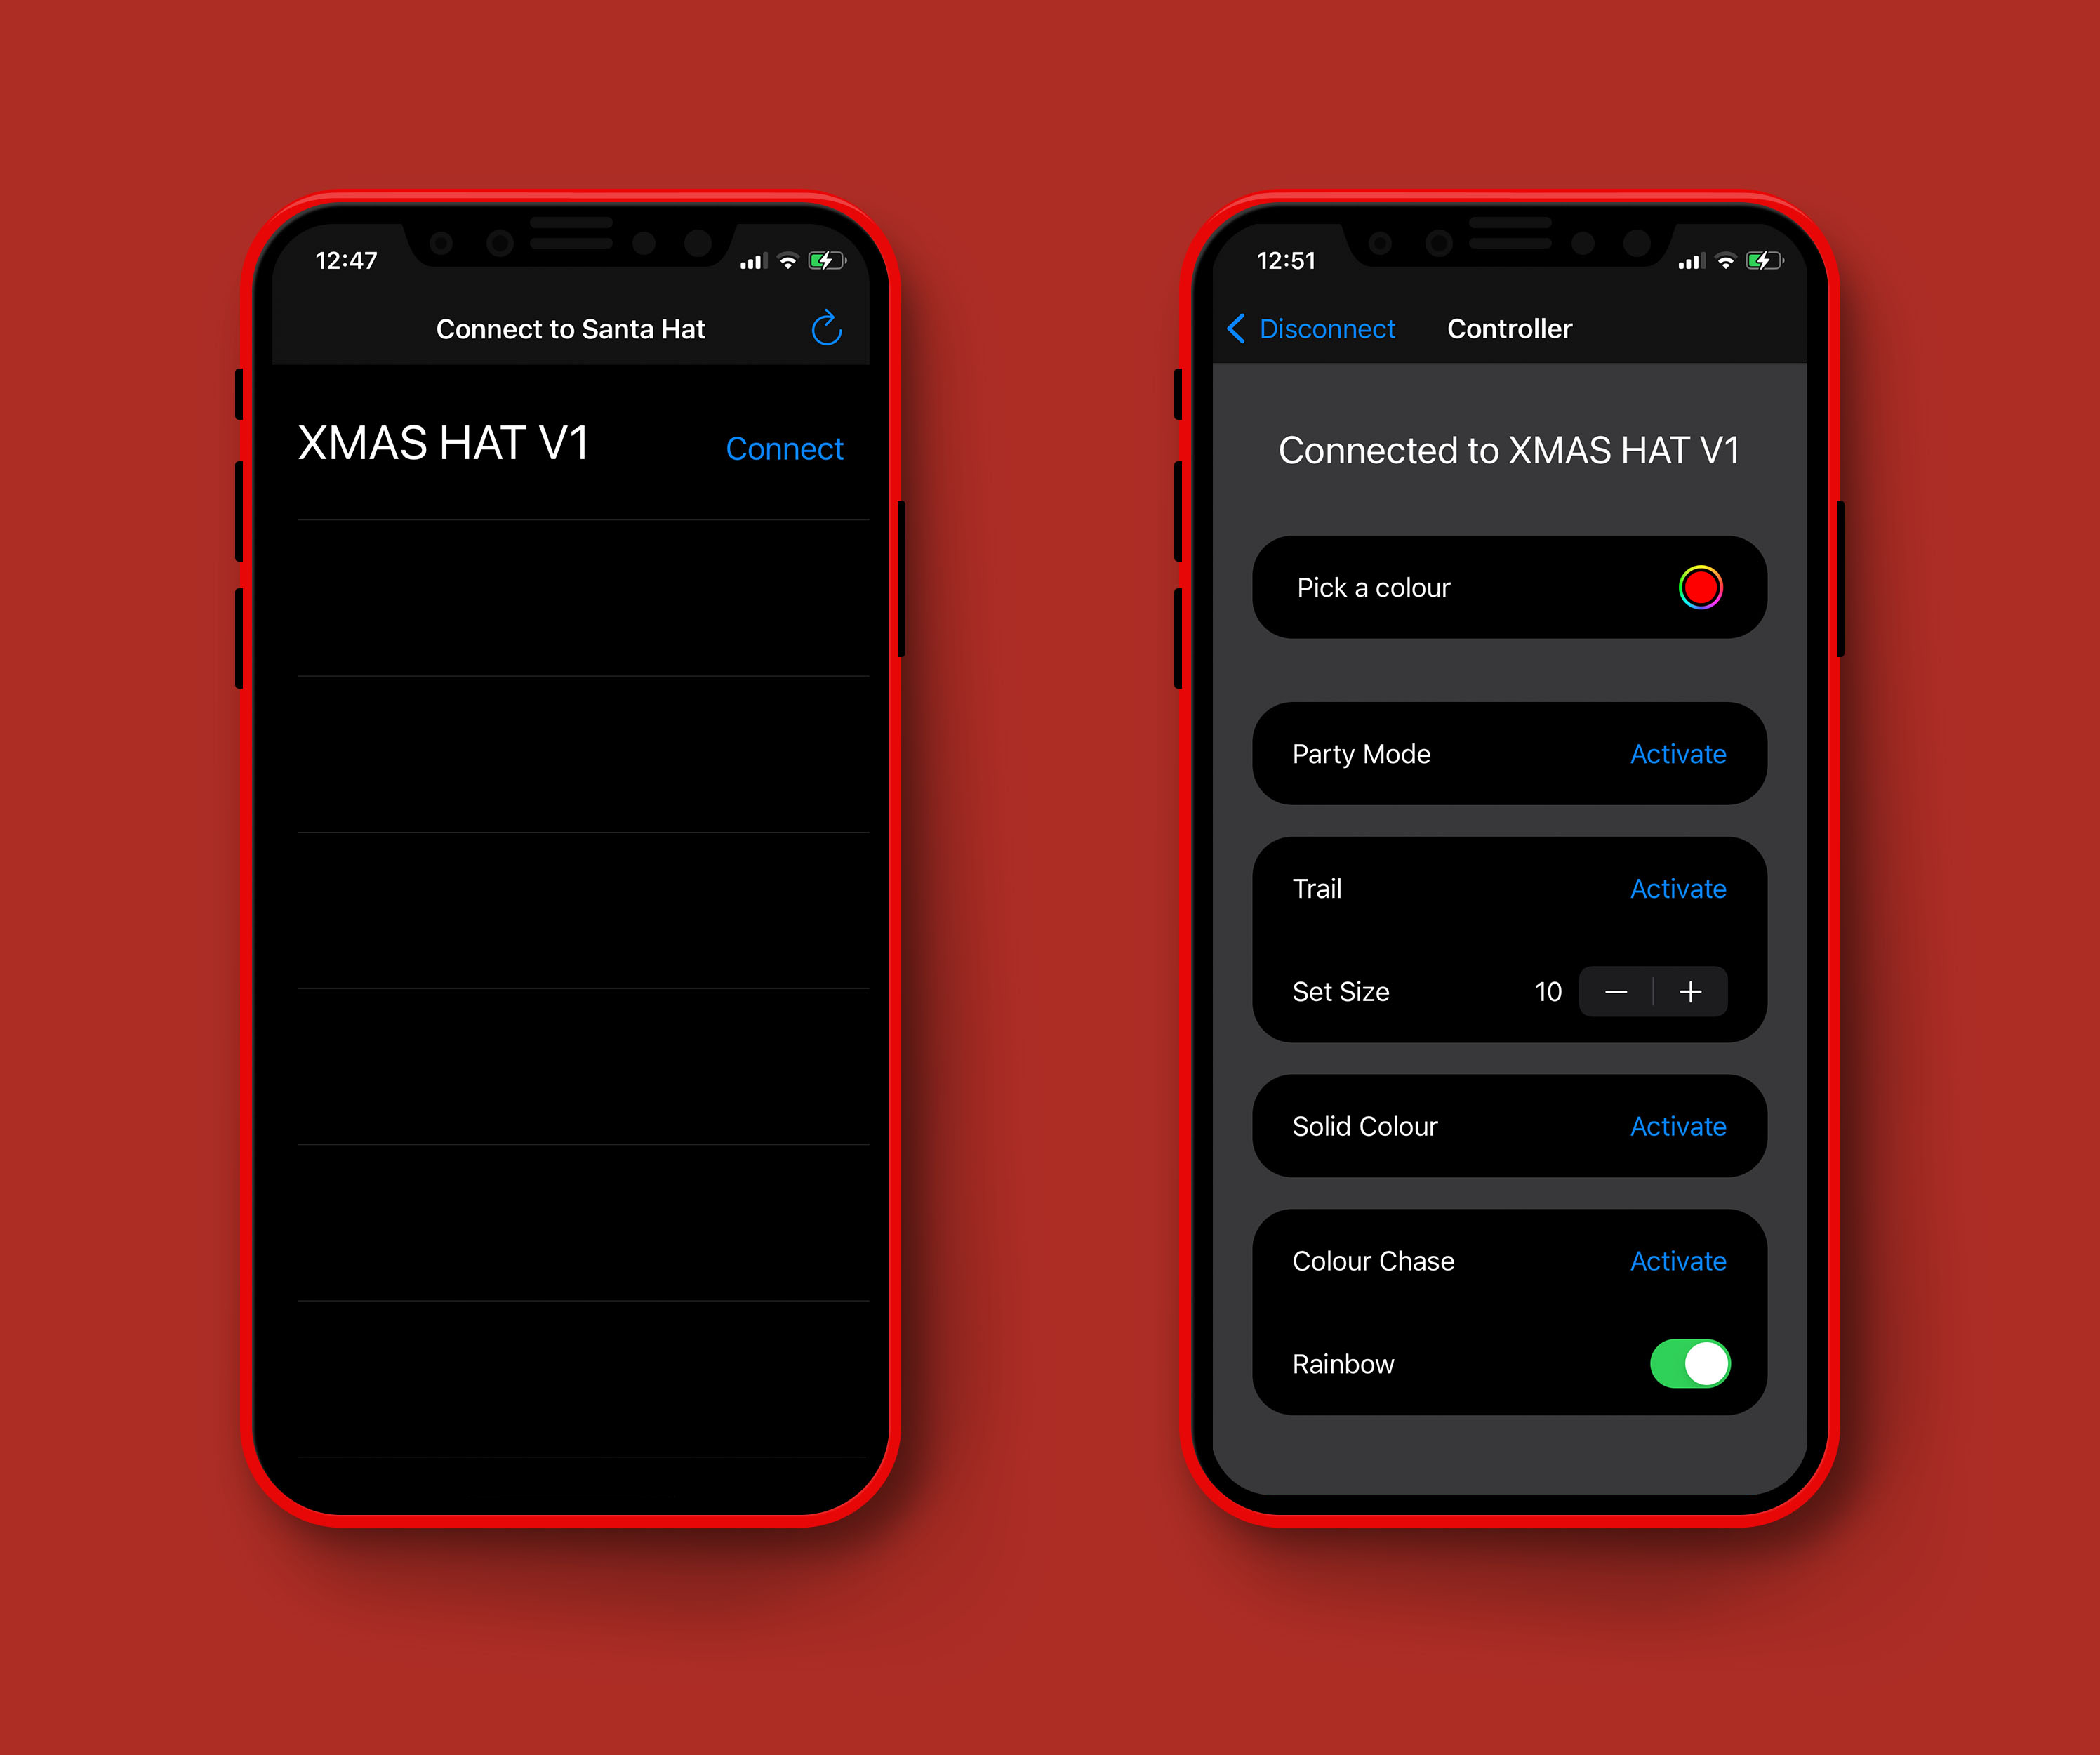 12:47
Connect to Santa Hat
XMAS HAT V1
Connect
12:51
Disconnect
Controller
Connected to XMAS HAT V1
Pick a colour
Party Mode
Activate
Trail
Activate
Set Size
10
Solid Colour
Activate
Colour Chase
Activate
Rainbow